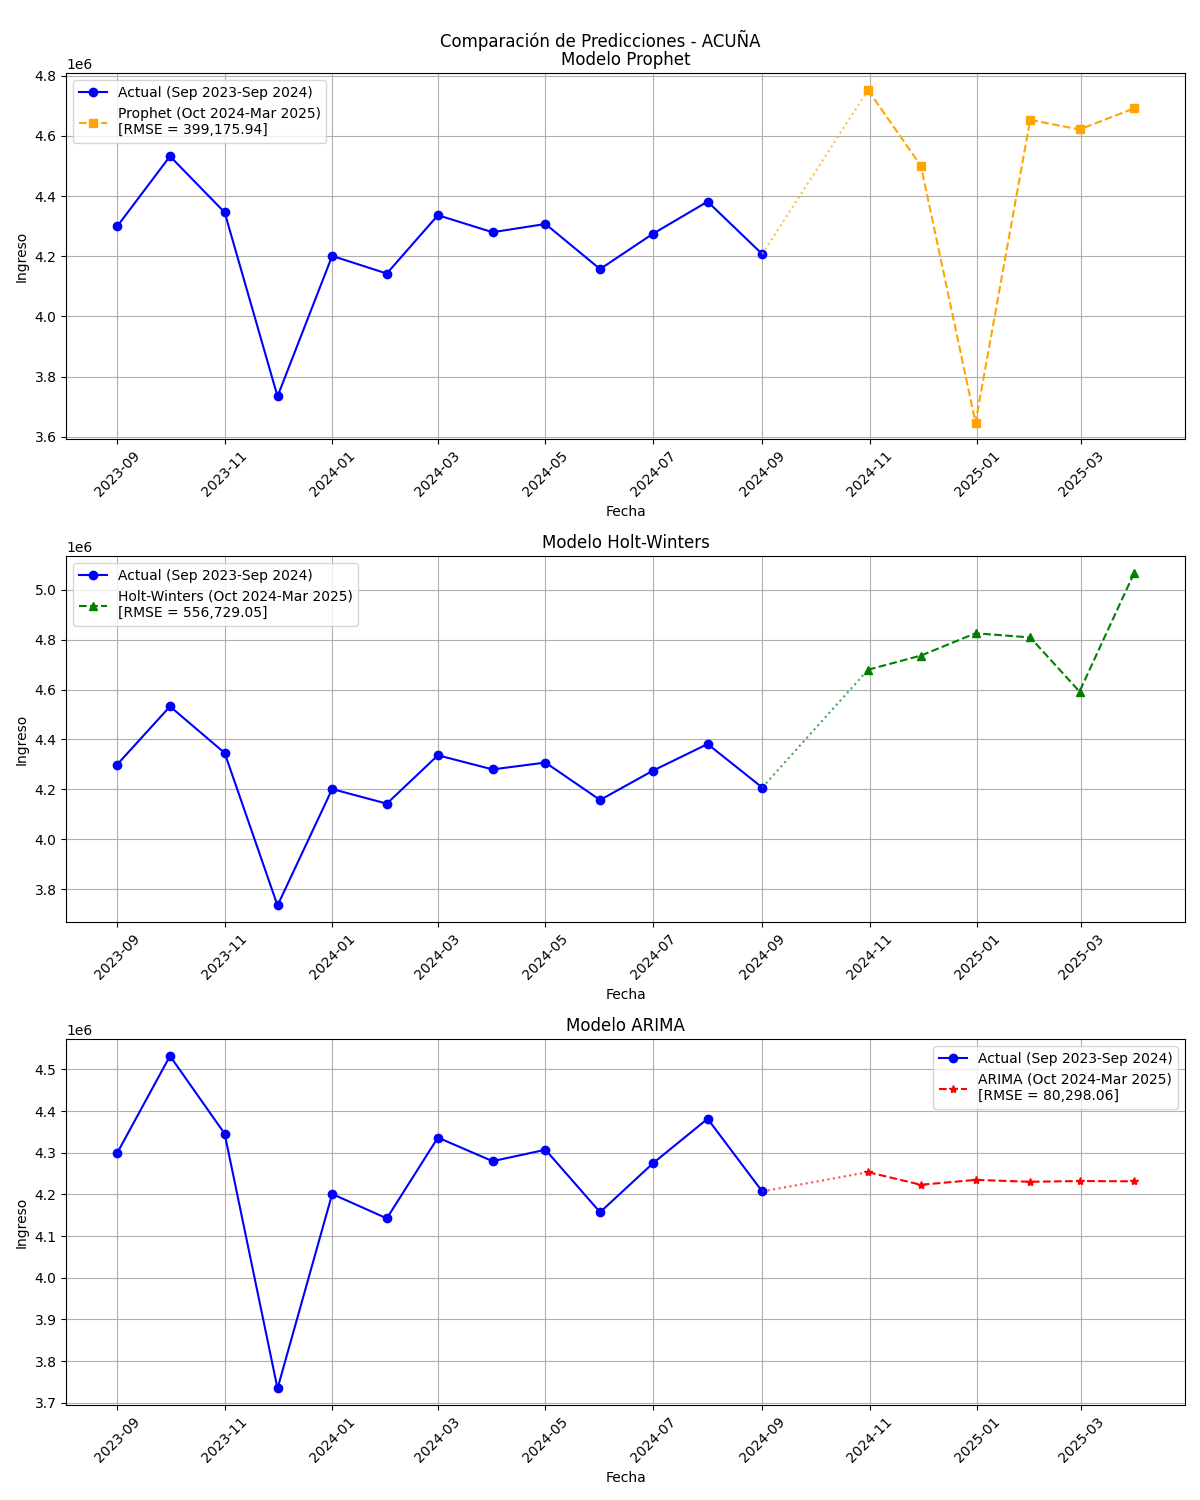 Comparación de Predicciones - ACUÑA
Modelo Prophet
1e6
Actual (Sep 2023-Sep 2024)
Prophet (Oct 2024-Mar 2025)
[RMSE = 399,175.94]
4.8
4.6
4.4
4.2
4.0
3.8
3.6
Ingreso
2023-09
2023-11
2024-01
2024-03
2024-05
2024-07
2024-09
2024-11
2025-01
2025-03
Fecha
Modelo Holt-Winters
1e6
Actual (Sep 2023-Sep 2024)
Holt-Winters (Oct 2024-Mar 2025)
[RMSE = 556,729.05]
5.0
4.8
4.6
4.4
4.2
4.0
3.8
Ingreso
2023-09
2023-11
2024-01
2024-03
2024-05
2024-07
2024-09
2024-11
2025-01
2025-03
Fecha
Modelo ARIMA
1e6
Actual (Sep 2023-Sep 2024)
ARIMA (Oct 2024-Mar 2025)
[RMSE = 80,298.06]
4.5
4.4
4.3
4.2
4.1
4.0
3.9
3.8
3.7
Ingreso
2023-09
2023-11
2024-01
2024-03
2024-05
2024-07
2024-09
2024-11
2025-01
2025-03
Fecha